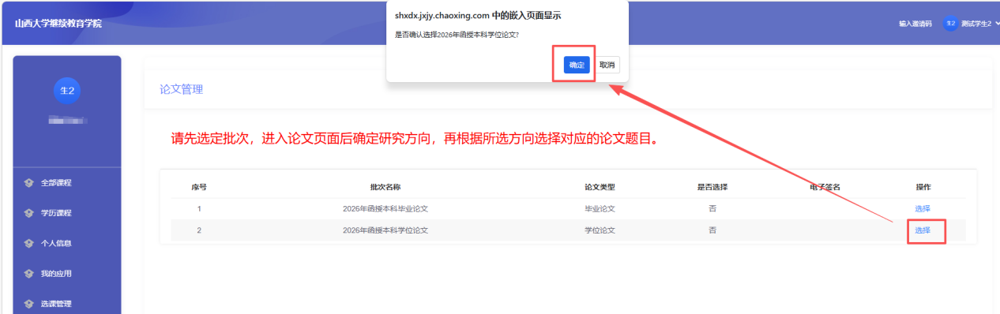 shxdx.jxjy.chaoxing.com 中的嵌入页面显示
山西大学继续教育学院
输入邀请码 生2 测试学生2
是否确认选择2026年函授本科学位论文?
确定 取消
生2
论文管理
请先选定批次，进入论文页面后确定研究方向，再根据所选方向选择对应的论文题目。
序号 批次名称 论文类型 是否选择 电子签名 操作
1 2026年函授本科毕业论文 毕业论文 否 选择
2 2026年函授本科学位论文 学位论文 否 选择
全部课程
学历课程
个人信息
我的应用
选课管理